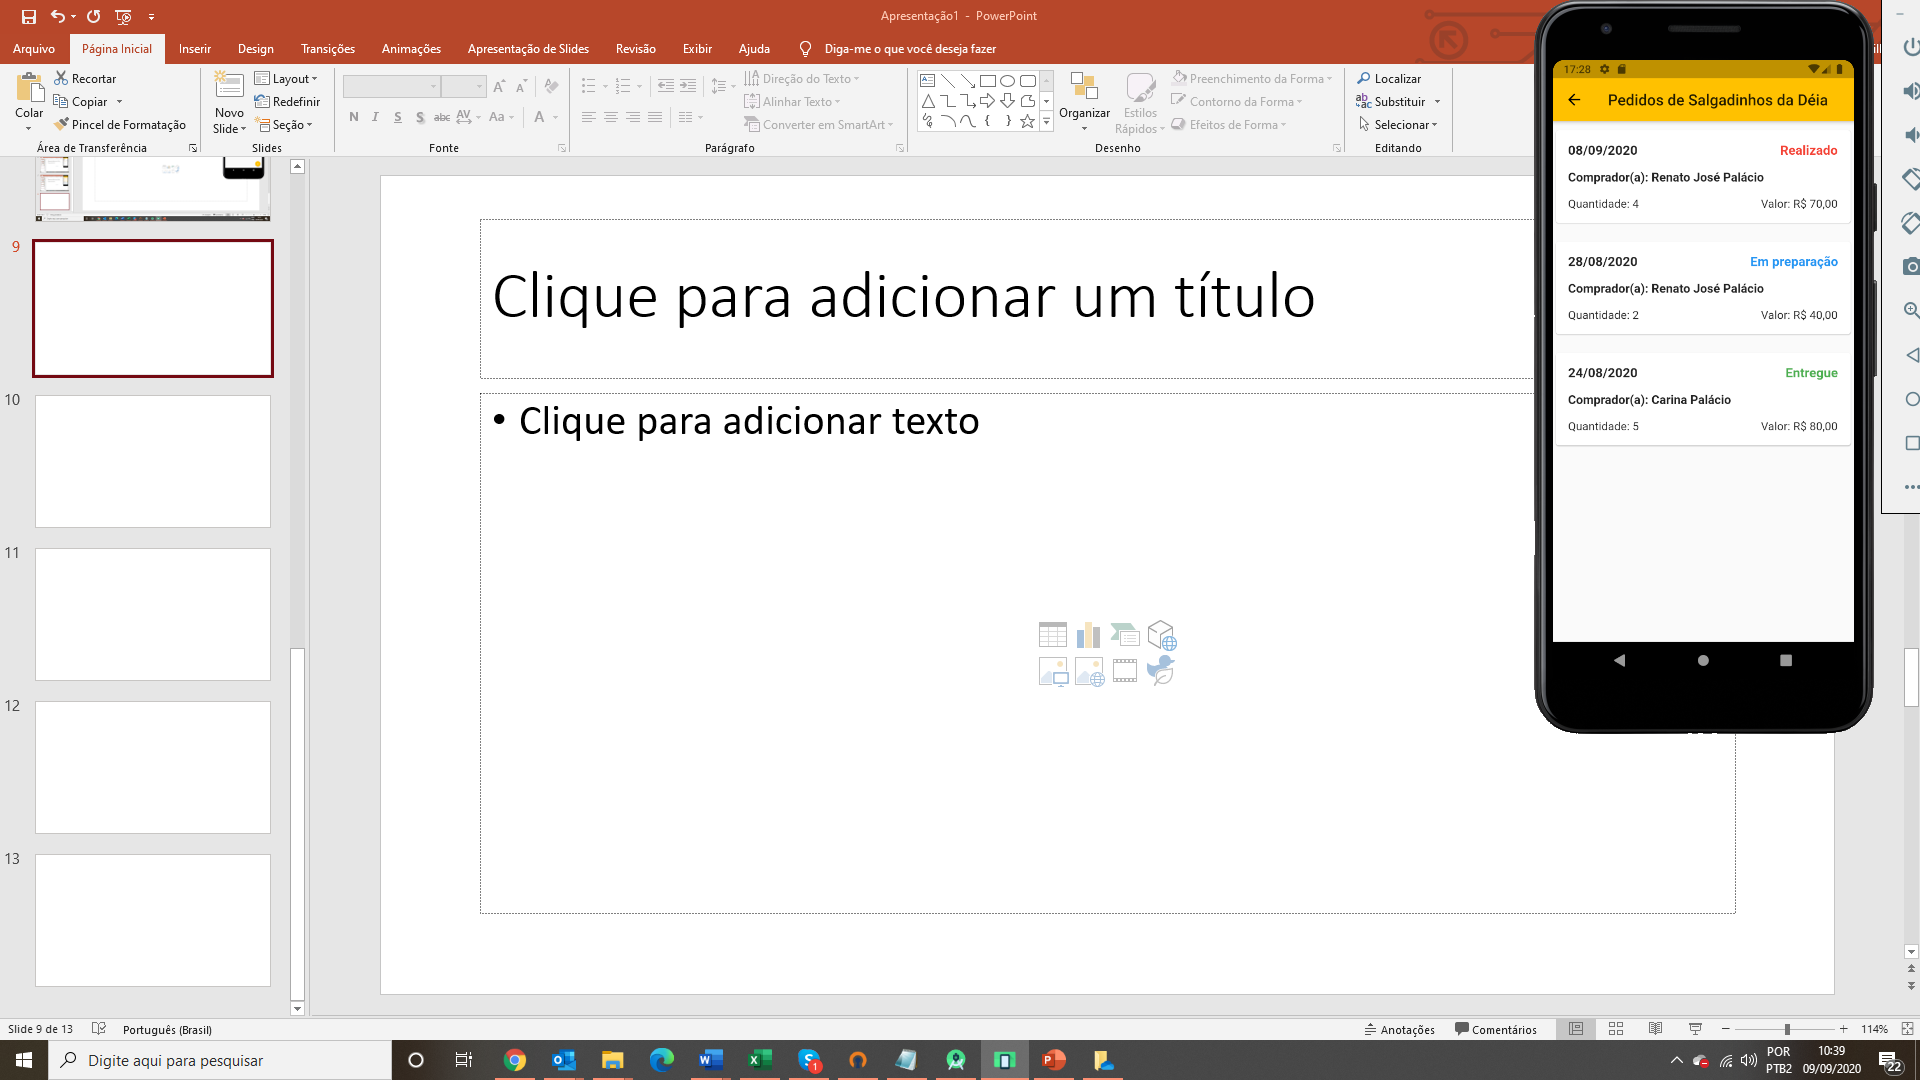 Apresentação1 - PowerPoint
Arquivo Página Inicial Inserir Design Transições Animações Apresentação de Slides Revisão Exibir Ajuda Diga-me o que você deseja fazer
Colar
Recortar
Copiar
Pincel de Formatação
Área de Transferência
Novo Slide
Layout
Redefinir
Seção
Slides
N I S S abc AV Aa A
Fonte
Direção do Texto
Alinhar Texto
Converter em SmartArt
Parágrafo
Organizar
Estilos Rápidos
Preenchimento da Forma
Contorno da Forma
Efeitos de Forma
Desenho
Localizar
Substituir
Selecionar
Editando
9
10
11
12
13
Clique para adicionar um título
• Clique para adicionar texto
17:28
Pedidos de Salgadinhos da Déia
08/09/2020 Realizado
Comprador(a): Renato José Palácio
Quantidade: 4 Valor: R$ 70,00
28/08/2020 Em preparação
Comprador(a): Renato José Palácio
Quantidade: 2 Valor: R$ 40,00
24/08/2020 Entregue
Comprador(a): Carina Palácio
Quantidade: 5 Valor: R$ 80,00
Slide 9 de 13 Português (Brasil) Anotações Comentários 114%
Digite aqui para pesquisar
POR
PTB2
10:39
09/09/2020
22